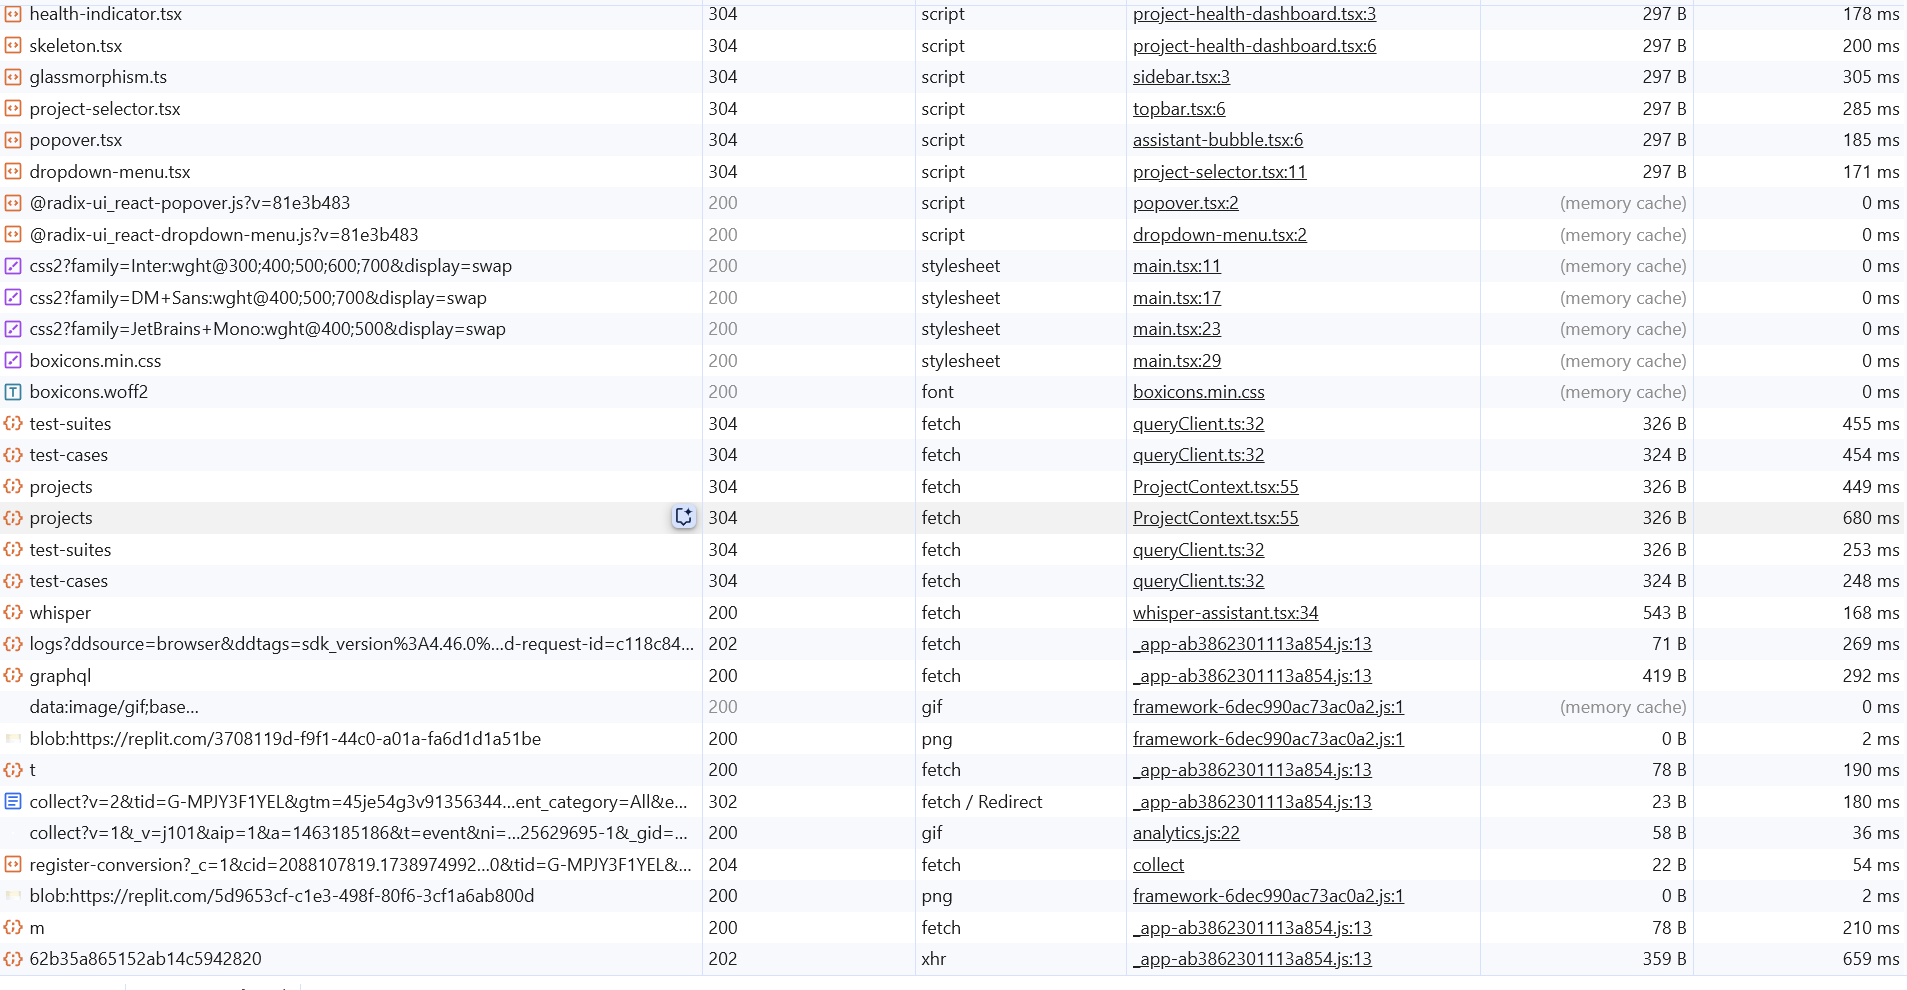 health-indicator.tsx 304 script project-health-dashboard.tsx:3 297 B 178 ms
skeleton.tsx 304 script project-health-dashboard.tsx:6 297 B 200 ms
glassmorphism.ts 304 script sidebar.tsx:3 297 B 305 ms
project-selector.tsx 304 script topbar.tsx:6 297 B 285 ms
popover.tsx 304 script assistant-bubble.tsx:6 297 B 185 ms
dropdown-menu.tsx 304 script project-selector.tsx:11 297 B 171 ms
@radix-ui_react-popover.js?v=81e3b483 200 script popover.tsx:2 (memory cache) 0 ms
@radix-ui_react-dropdown-menu.js?v=81e3b483 200 script dropdown-menu.tsx:2 (memory cache) 0 ms
css2?family=Inter:wght@300;400;500;600;700&display=swap 200 stylesheet main.tsx:11 (memory cache) 0 ms
css2?family=DM+Sans:wght@400;500;700&display=swap 200 stylesheet main.tsx:17 (memory cache) 0 ms
css2?family=JetBrains+Mono:wght@400;500&display=swap 200 stylesheet main.tsx:23 (memory cache) 0 ms
boxicons.min.css 200 stylesheet main.tsx:29 (memory cache) 0 ms
boxicons.woff2 200 font boxicons.min.css (memory cache) 0 ms
test-suites 304 fetch queryClient.ts:32 326 B 455 ms
test-cases 304 fetch queryClient.ts:32 324 B 454 ms
projects 304 fetch ProjectContext.tsx:55 326 B 449 ms
projects 304 fetch ProjectContext.tsx:55 326 B 680 ms
test-suites 304 fetch queryClient.ts:32 326 B 253 ms
test-cases 304 fetch queryClient.ts:32 324 B 248 ms
whisper 200 fetch whisper-assistant.tsx:34 543 B 168 ms
logs?ddsource=browser&ddtags=sdk_version%3A4.46.0%...d-request-id=c118c84... 202 fetch _app-ab3862301113a854.js:13 71 B 269 ms
graphql 200 fetch _app-ab3862301113a854.js:13 419 B 292 ms
data:image/gif;base... 200 gif framework-6dec990ac73ac0a2.js:1 (memory cache) 0 ms
blob:https://replit.com/3708119d-f9f1-44c0-a01a-fa6d1d1a51be 200 png framework-6dec990ac73ac0a2.js:1 0 B 2 ms
t 200 fetch _app-ab3862301113a854.js:13 78 B 190 ms
collect?v=2&tid=G-MPJY3F1YEL&gtm=45je54g3v91356344...ent_category=All&e... 302 fetch / Redirect _app-ab3862301113a854.js:13 23 B 180 ms
collect?v=1&_v=j101&aip=1&a=1463185186&t=event&ni=...25629695-1&_gid=... 200 gif analytics.js:22 58 B 36 ms
register-conversion?_c=1&cid=2088107819.1738974992...0&tid=G-MPJY3F1YEL&... 204 fetch collect 22 B 54 ms
blob:https://replit.com/5d9653cf-c1e3-498f-80f6-3cf1a6ab800d 200 png framework-6dec990ac73ac0a2.js:1 0 B 2 ms
m 200 fetch _app-ab3862301113a854.js:13 78 B 210 ms
62b35a865152ab14c5942820 202 xhr _app-ab3862301113a854.js:13 359 B 659 ms